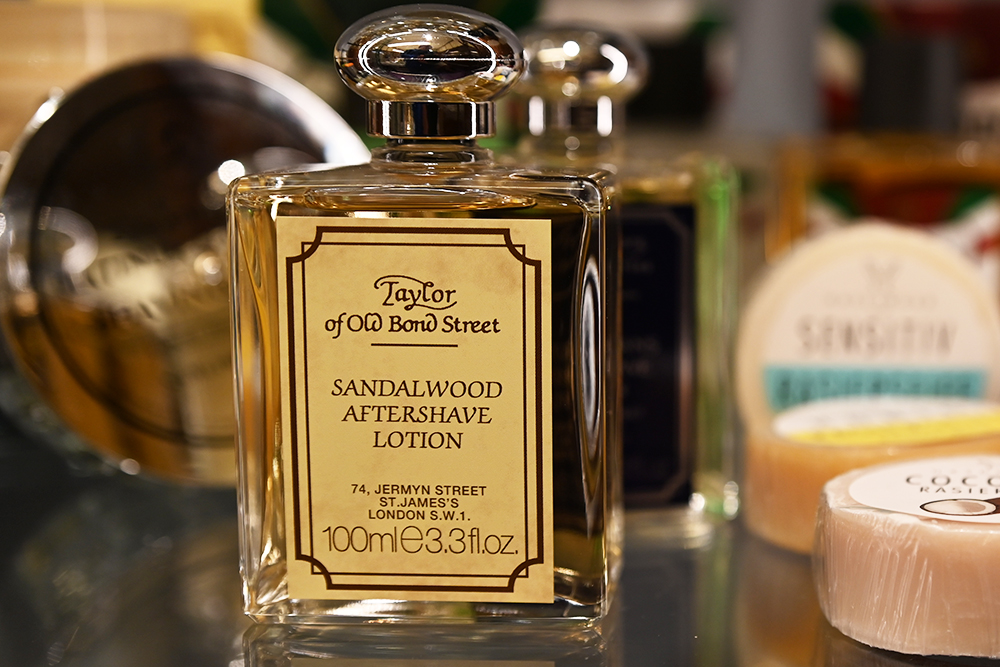 Taylor
of Old Bond Street
SANDALWOOD
AFTERSHAVE
LOTION
74, JERMYN STREET
ST.JAMES'S
LONDON S.W.1.
100ml℮3.3fl.oz.
SENSITIV
COCO